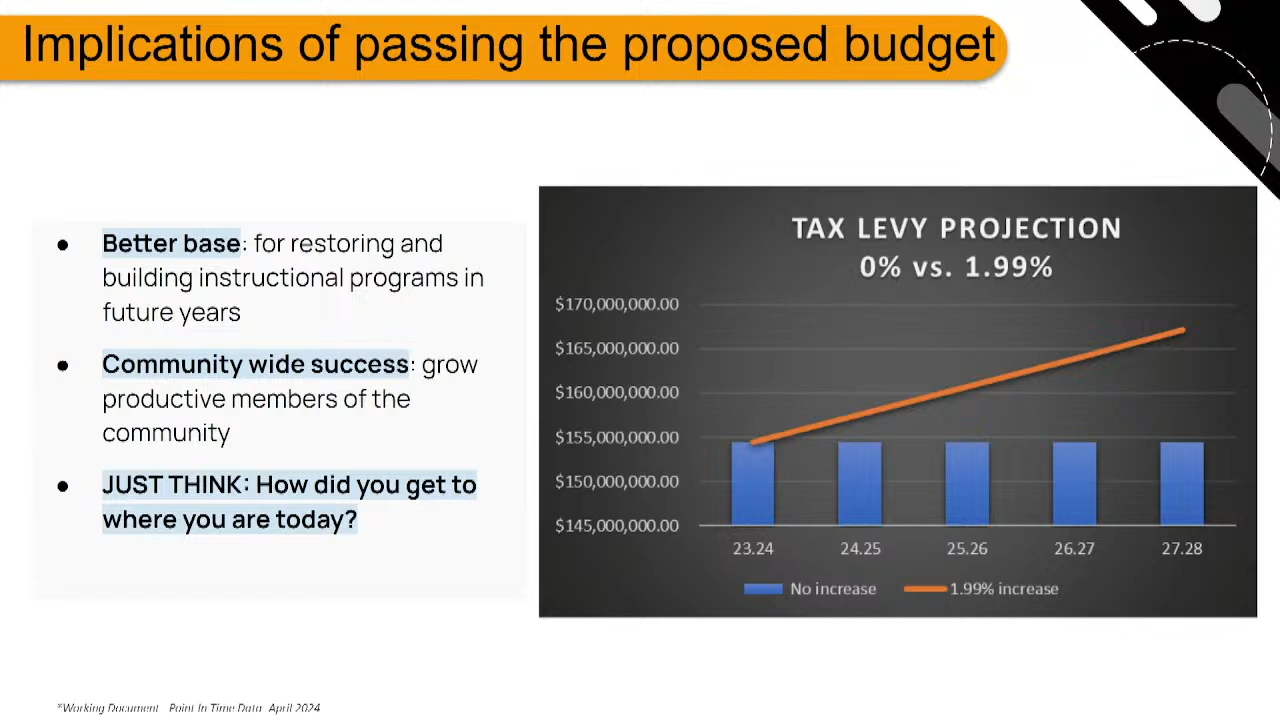 Implications of passing the proposed budget
● Better base: for restoring and
building instructional programs in
future years
● Community wide success: grow
productive members of the
community
● JUST THINK: How did you get to
where you are today?
TAX LEVY PROJECTION
0% vs. 1.99%
$170,000,000.00
$165,000,000.00
$160,000,000.00
$155,000,000.00
$150,000,000.00
$145,000,000.00
23.24 24.25 25.26 26.27 27.28
No increase 1.99% increase
*Working Document Point In Time Data April 2024